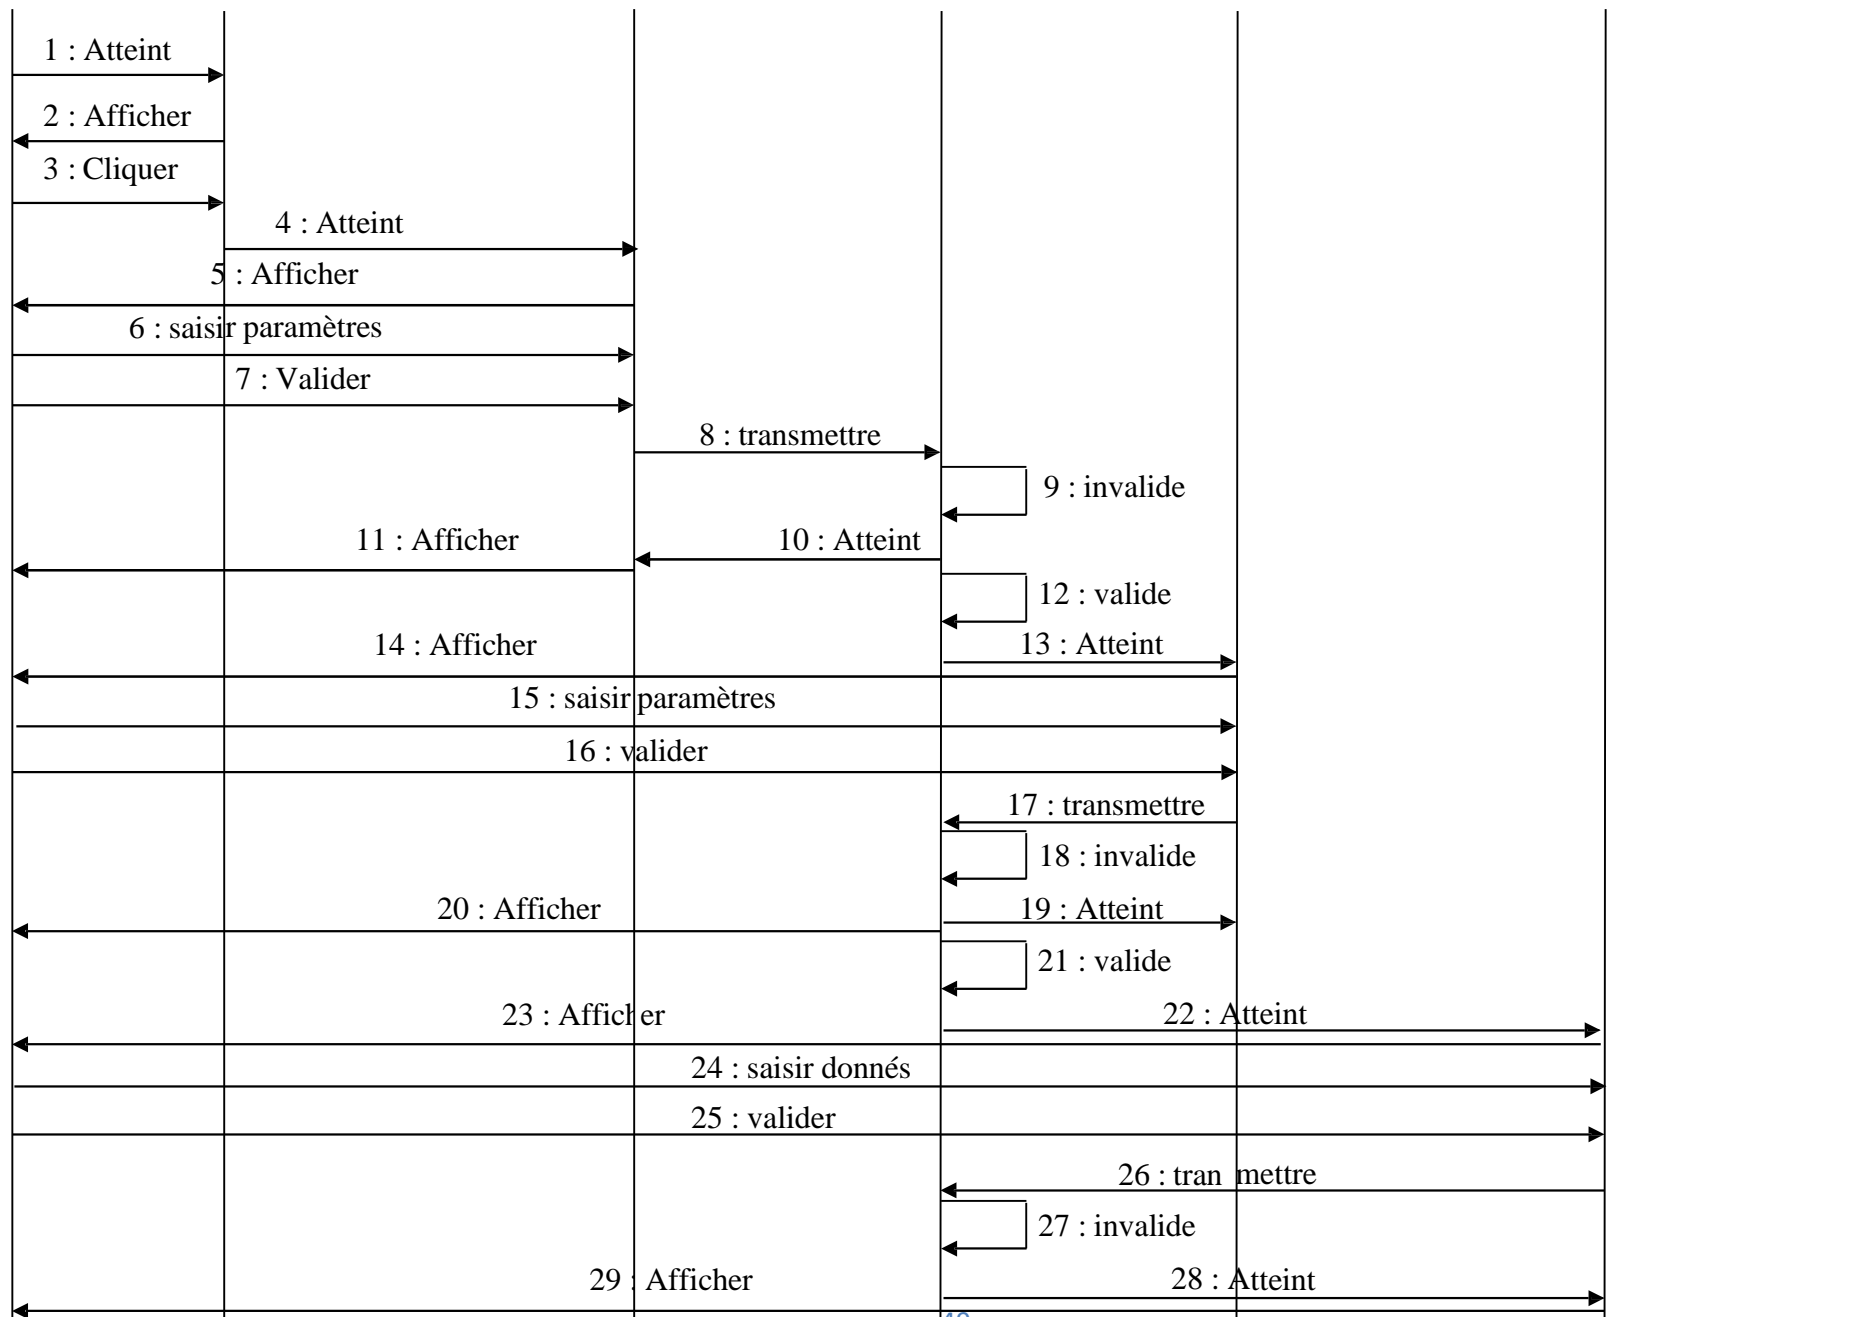 1 : Atteint
2 : Afficher
3 : Cliquer
4 : Atteint
5 : Afficher
6 : saisir paramètres
7 : Valider
8 : transmettre
9 : invalide
11 : Afficher
10 : Atteint
12 : valide
14 : Afficher
13 : Atteint
15 : saisir paramètres
16 : valider
17 : transmettre
18 : invalide
20 : Afficher
19 : Atteint
21 : valide
23 : Afficher
22 : Atteint
24 : saisir donnés
25 : valider
26 : tran mettre
27 : invalide
29 : Afficher
28 : Atteint